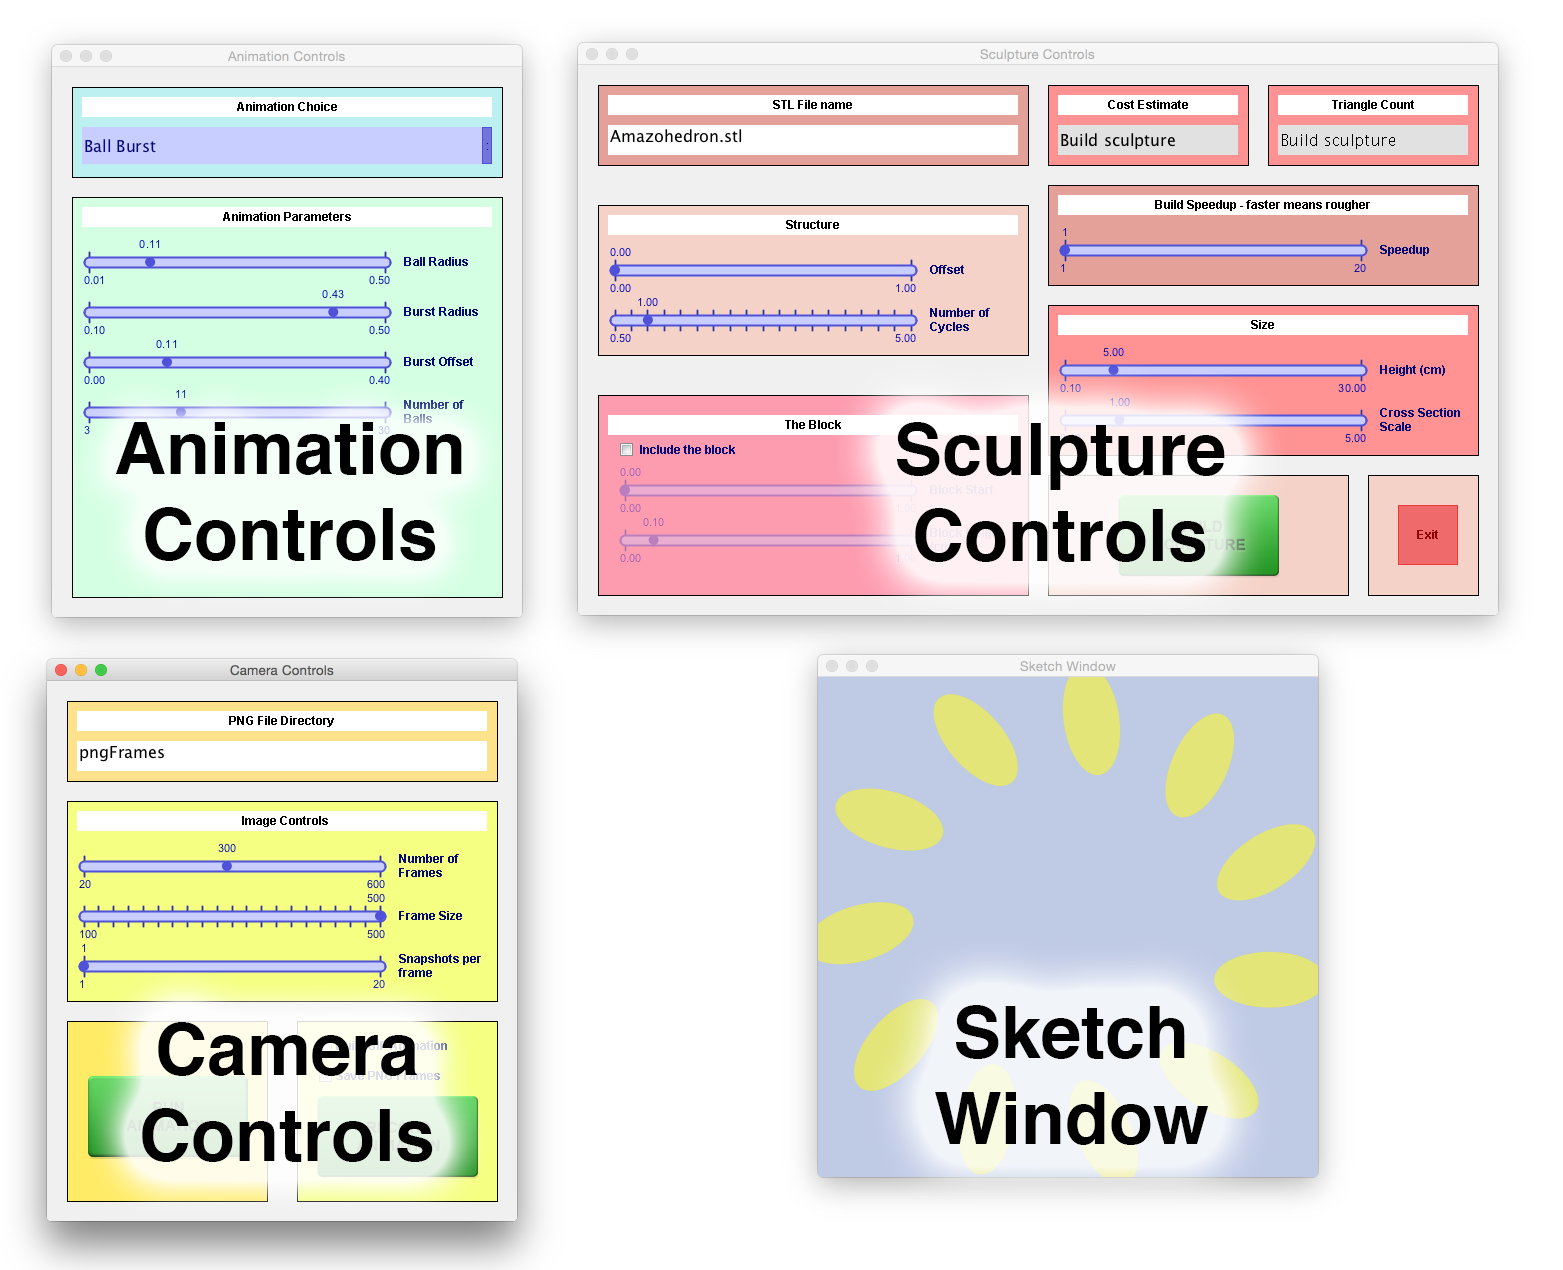 Animation Controls
Animation Choice
Ball Burst
:
Animation Parameters
0.11
Ball Radius
0.01 0.50
0.43
Burst Radius
0.10 0.50
0.11
Burst Offset
0.00 0.40
11
Number of
Balls
3 30
Animation
Controls
Sculpture Controls
STL File name
Amazohedron.stl
Cost Estimate
Build sculpture
Triangle Count
Build sculpture
Structure
0.00
Offset
0.00 1.00
1.00
Number of
Cycles
0.50 5.00
Build Speedup - faster means rougher
1
Speedup
1 20
Size
5.00
Height (cm)
0.10 30.00
1.00
Cross Section
Scale
5.00
The Block
Include the block
0.00
Block Start
0.00
0.10
0.00
Exit
Sculpture
Controls
Camera Controls
PNG File Directory
pngFrames
Image Controls
300
Number of
Frames
20 600
500
Frame Size
100 500
1
Snapshots per
frame
1 20
Save PNG Frames
Camera
Controls
Sketch Window
Sketch
Window